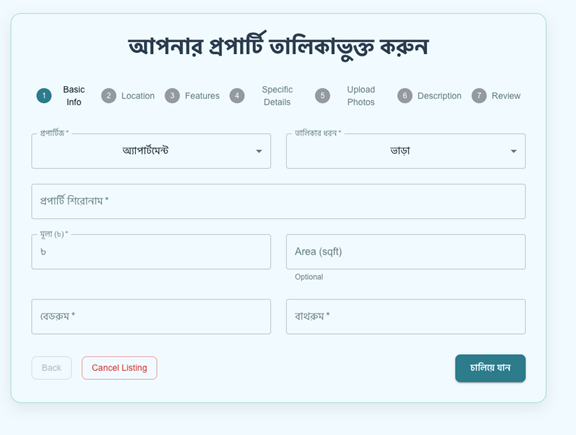 আপনার প্রপার্টি তালিকাভুক্ত করুন
1 Basic Info 2 Location 3 Features 4 Specific Details 5 Upload Photos 6 Description 7 Review
প্রপার্টিজ * তালিকার ধরন *
অ্যাপার্টমেন্ট ভাড়া
প্রপার্টি শিরোনাম *
মূল্য (৳) *
৳ Area (sqft)
Optional
বেডরুম * বাথরুম *
Back Cancel Listing চালিয়ে যান